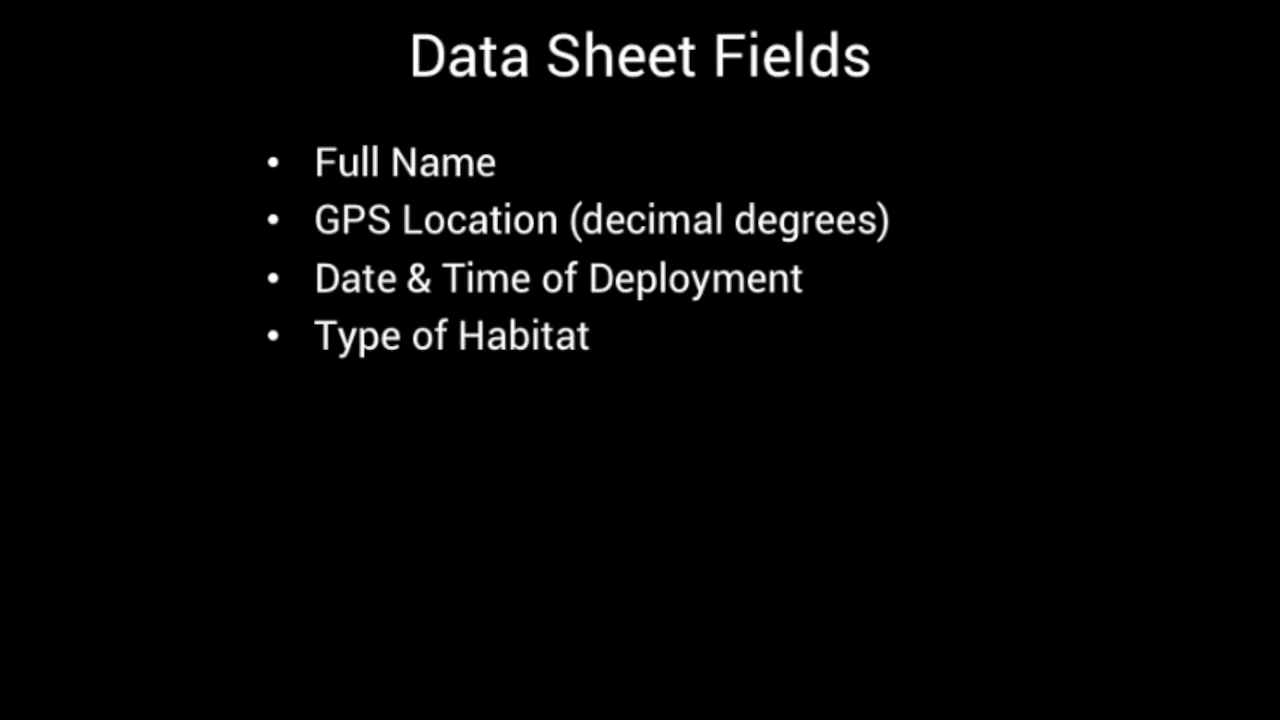 Data Sheet Fields
• Full Name
• GPS Location (decimal degrees)
• Date & Time of Deployment
• Type of Habitat